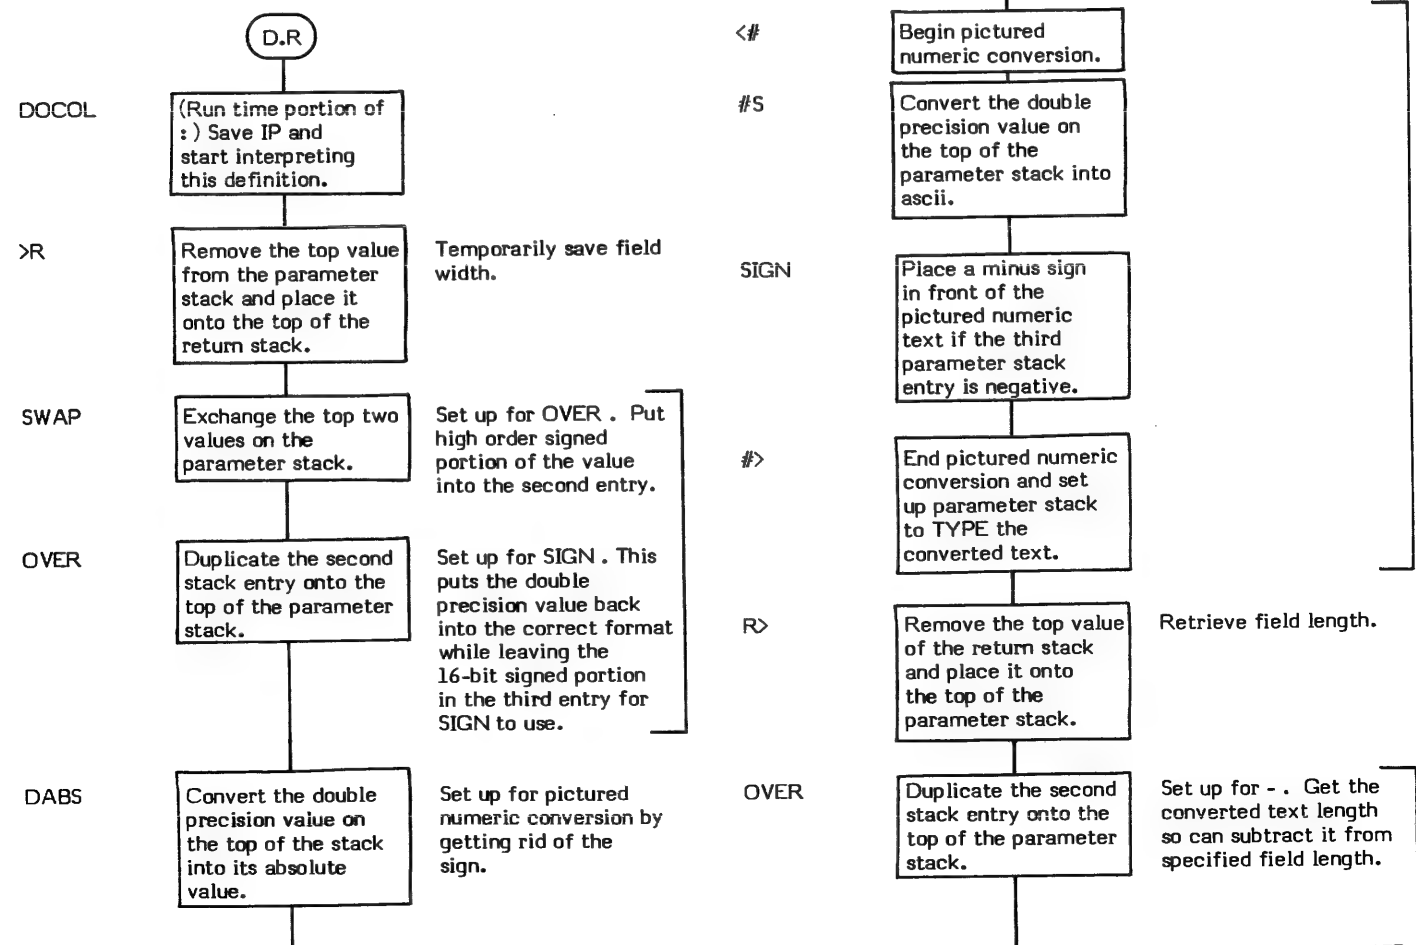 D.R
DOCOL
(Run time portion of
: ) Save IP and
start interpreting
this definition.
>R
Remove the top value
from the parameter
stack and place it
onto the top of the
return stack.
Temporarily save field
width.
SWAP
Exchange the top two
values on the
parameter stack.
Set up for OVER . Put
high order signed
portion of the value
into the second entry.
OVER
Duplicate the second
stack entry onto the
top of the parameter
stack.
Set up for SIGN . This
puts the double
precision value back
into the correct format
while leaving the
16-bit signed portion
in the third entry for
SIGN to use.
DABS
Convert the double
precision value on
the top of the stack
into its absolute
value.
Set up for pictured
numeric conversion by
getting rid of the
sign.
<#
Begin pictured
numeric conversion.
#S
Convert the double
precision value on
the top of the
parameter stack into
ascii.
SIGN
Place a minus sign
in front of the
pictured numeric
text if the third
parameter stack
entry is negative.
#>
End pictured numeric
conversion and set
up parameter stack
to TYPE the
converted text.
R>
Remove the top value
of the return stack
and place it onto
the top of the
parameter stack.
Retrieve field length.
OVER
Duplicate the second
stack entry onto the
top of the parameter
stack.
Set up for - . Get the
converted text length
so can subtract it from
specified field length.